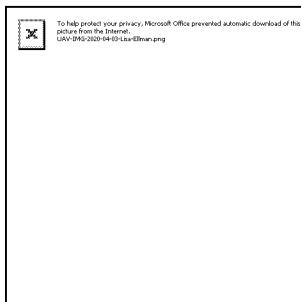 To help protect your privacy, Microsoft Office prevented automatic download of this
picture from the Internet.
UAV-IMG-2020-04-03-Lisa-Ellman.png